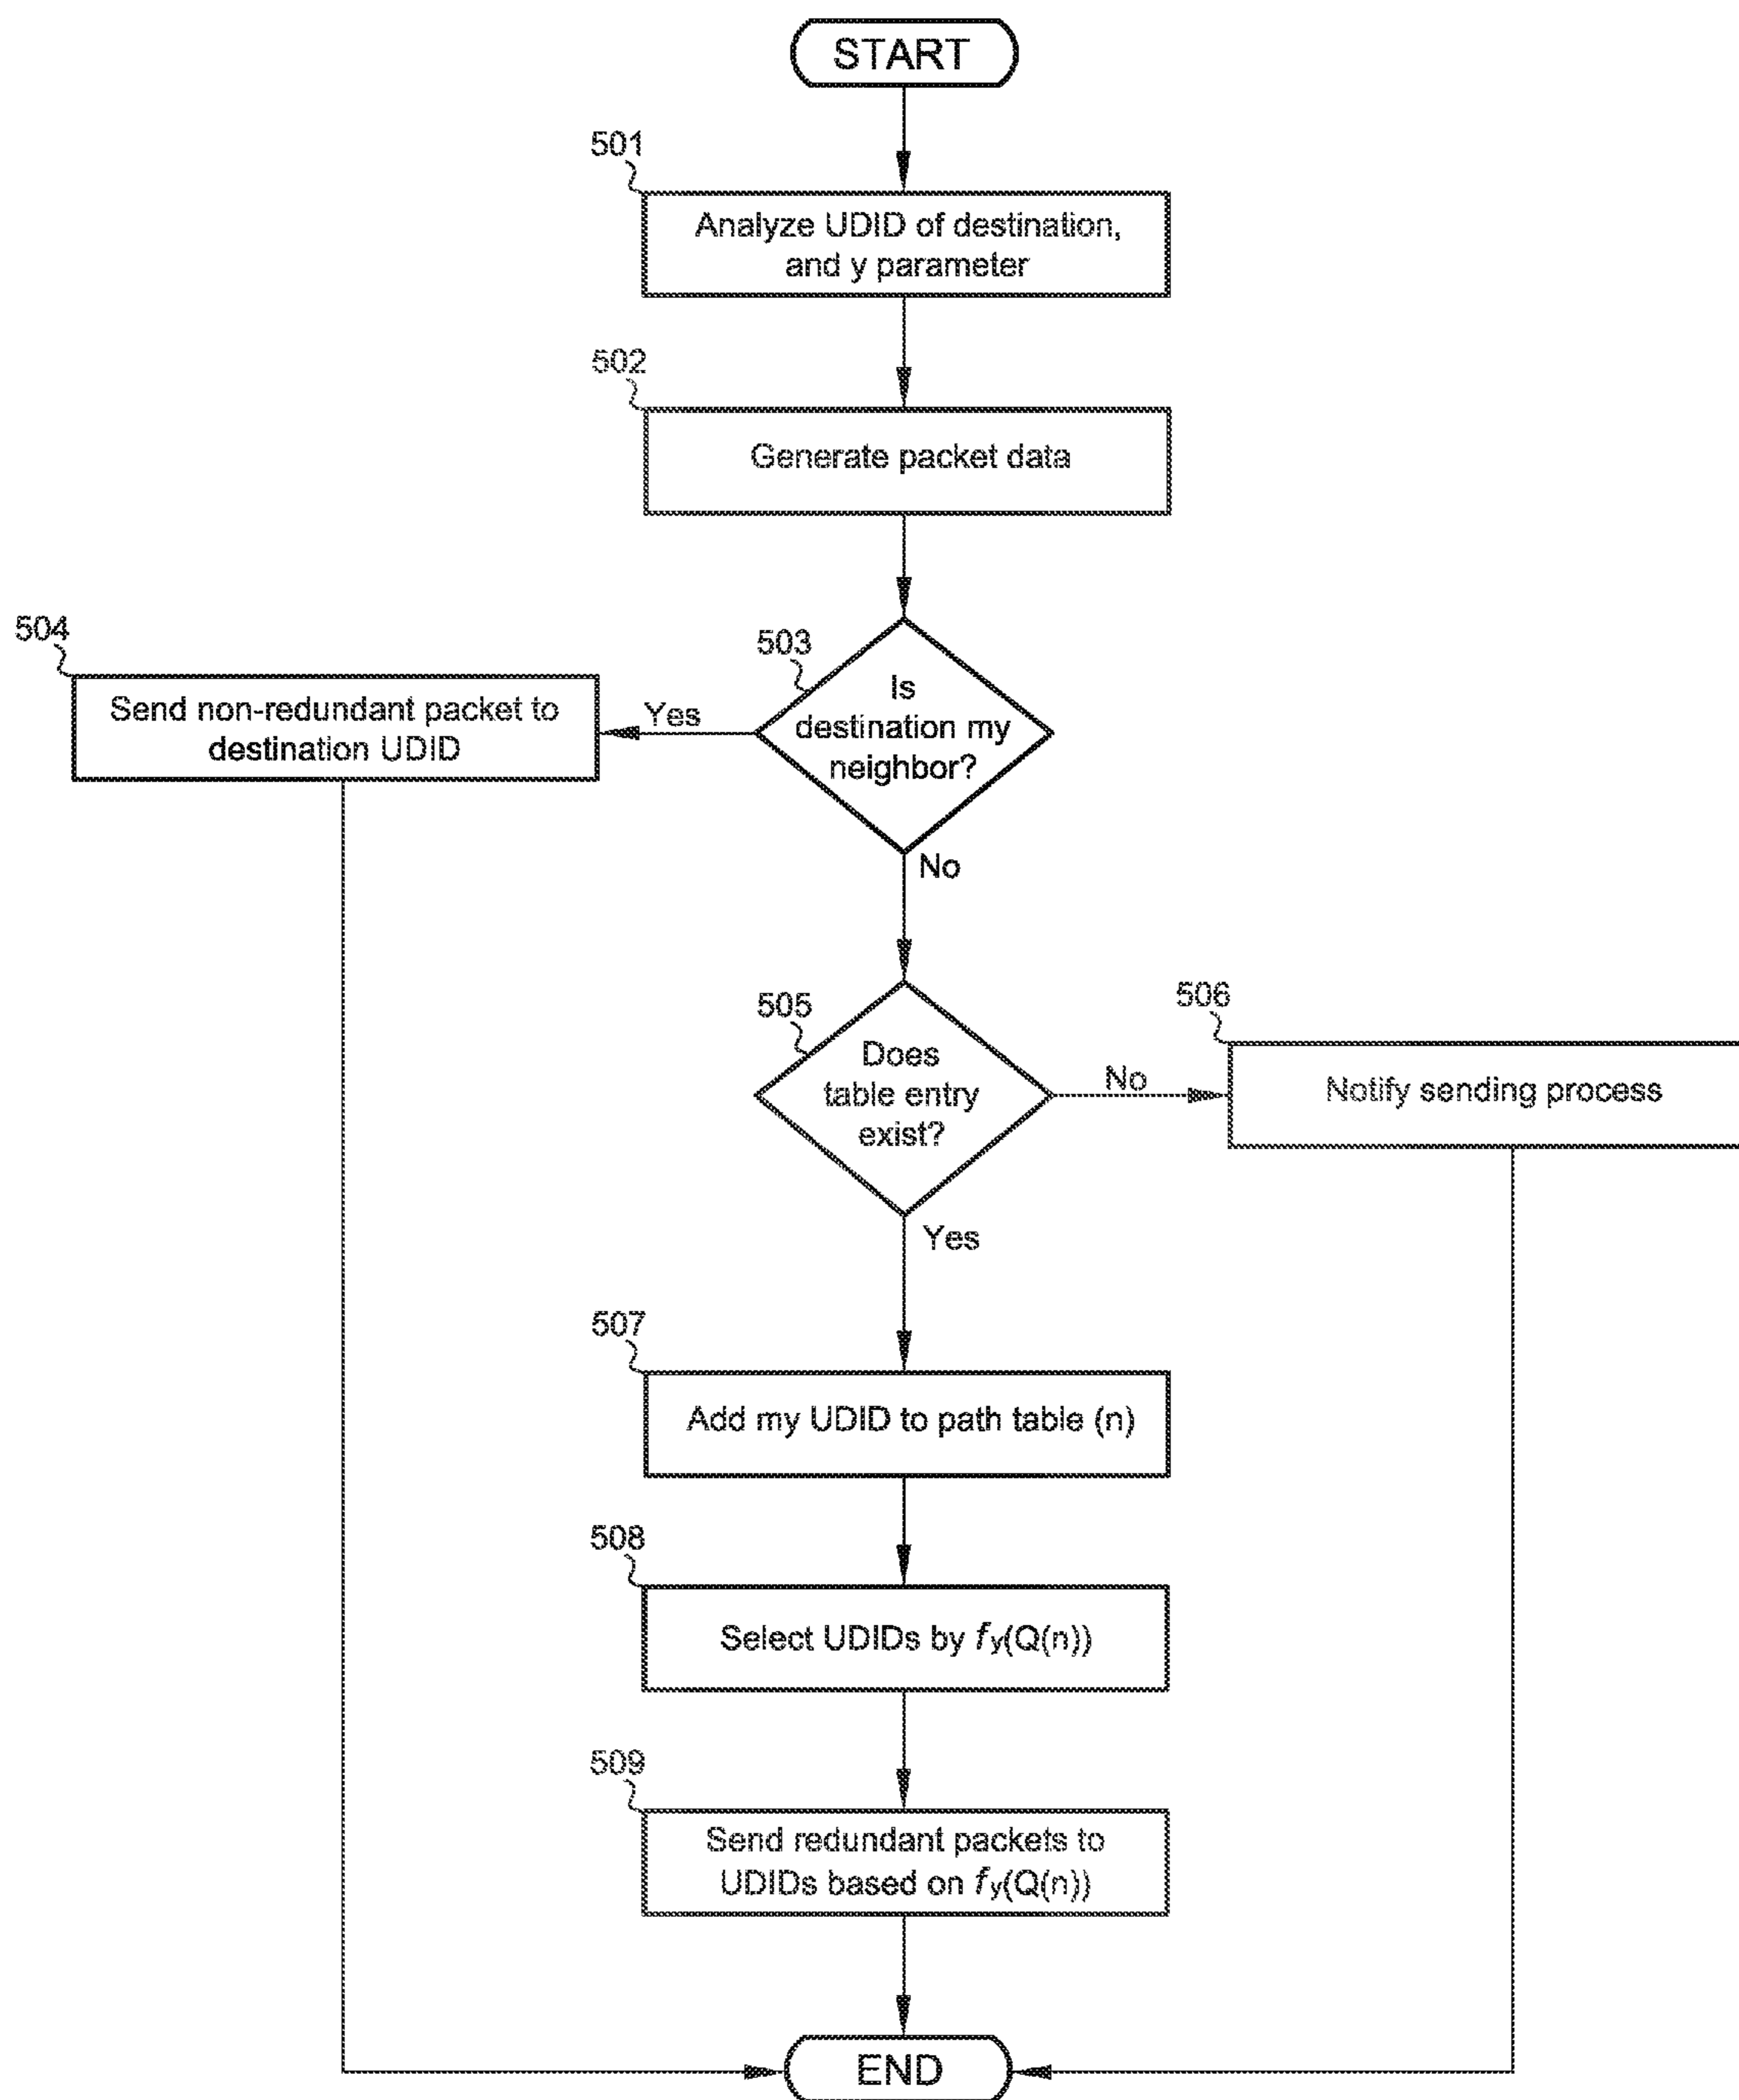 START
501
Analyze UDID of destination,
and y parameter
502
Generate packet data
503
Is
destination my
neighbor?
Yes
504
Send non-redundant packet to
destination UDID
No
505
Does
table entry
exist?
No
506
Notify sending process
Yes
507
Add my UDID to path table (n)
508
Select UDIDs by fy(Q(n))
509
Send redundant packets to
UDIDs based on fy(Q(n))
END